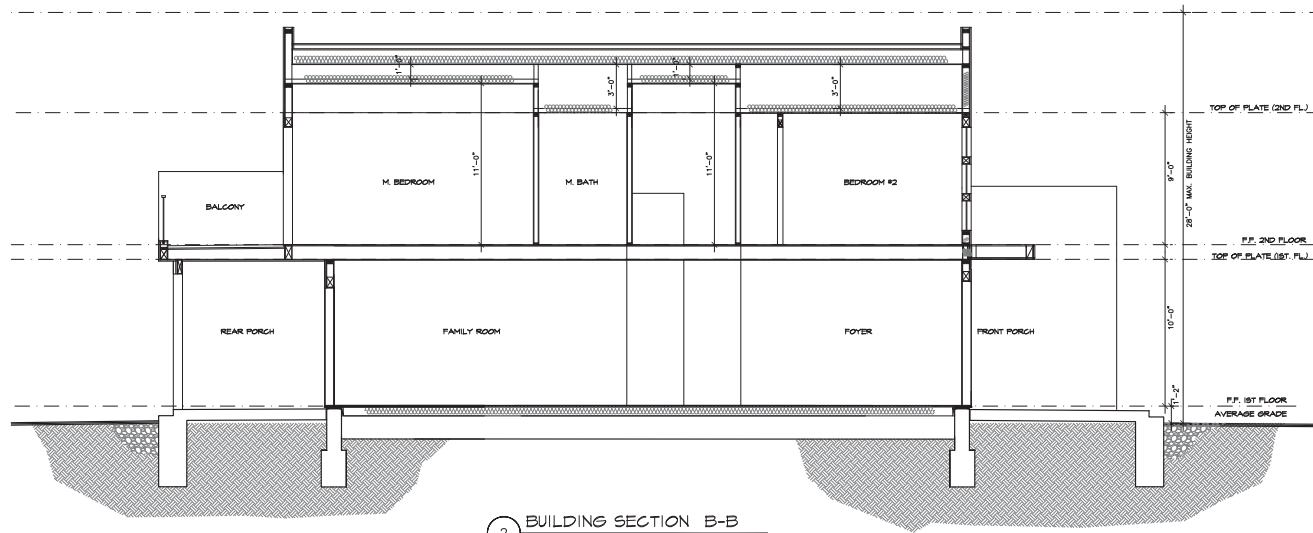 1'-0"
1'-0"
3'-0"
3'-0"
TOP OF PLATE (2ND FL.)
28'-0" MAX. BUILDING HEIGHT
11'-0"
11'-0"
9'-0"
M. BEDROOM
M. BATH
BEDROOM #2
BALCONY
F.F. 2ND FLOOR
TOP OF PLATE (1ST. FL.)
10'-0"
REAR PORCH
FAMILY ROOM
FOYER
FRONT PORCH
1'-2"
F.F. 1ST FLOOR
AVERAGE GRADE
BUILDING SECTION B-B